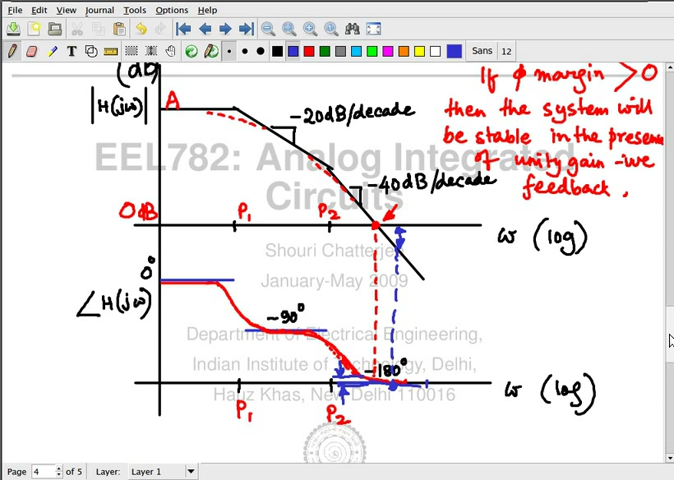 File Edit View Journal Tools Options Help
Sans 12
(dB)
If ϕ margin > 0
|H(jω)| A
-20dB/decade
then the system will
be stable in the presen
EEL782: Analog Integrated
of unity gain -ive
Circuits
-40dB/decade
feedback.
0dB P1 P2
ω (log)
Shouri Chatterje
0°
January-May 2009
∠H(jω)
-90°
Department of Electrical Engineering,
Indian Institute of Technology, Delhi,
-180°
Hauz Khas, New Delhi 110016
ω (log)
P1 P2
Page 4 of 5 Layer: Layer 1